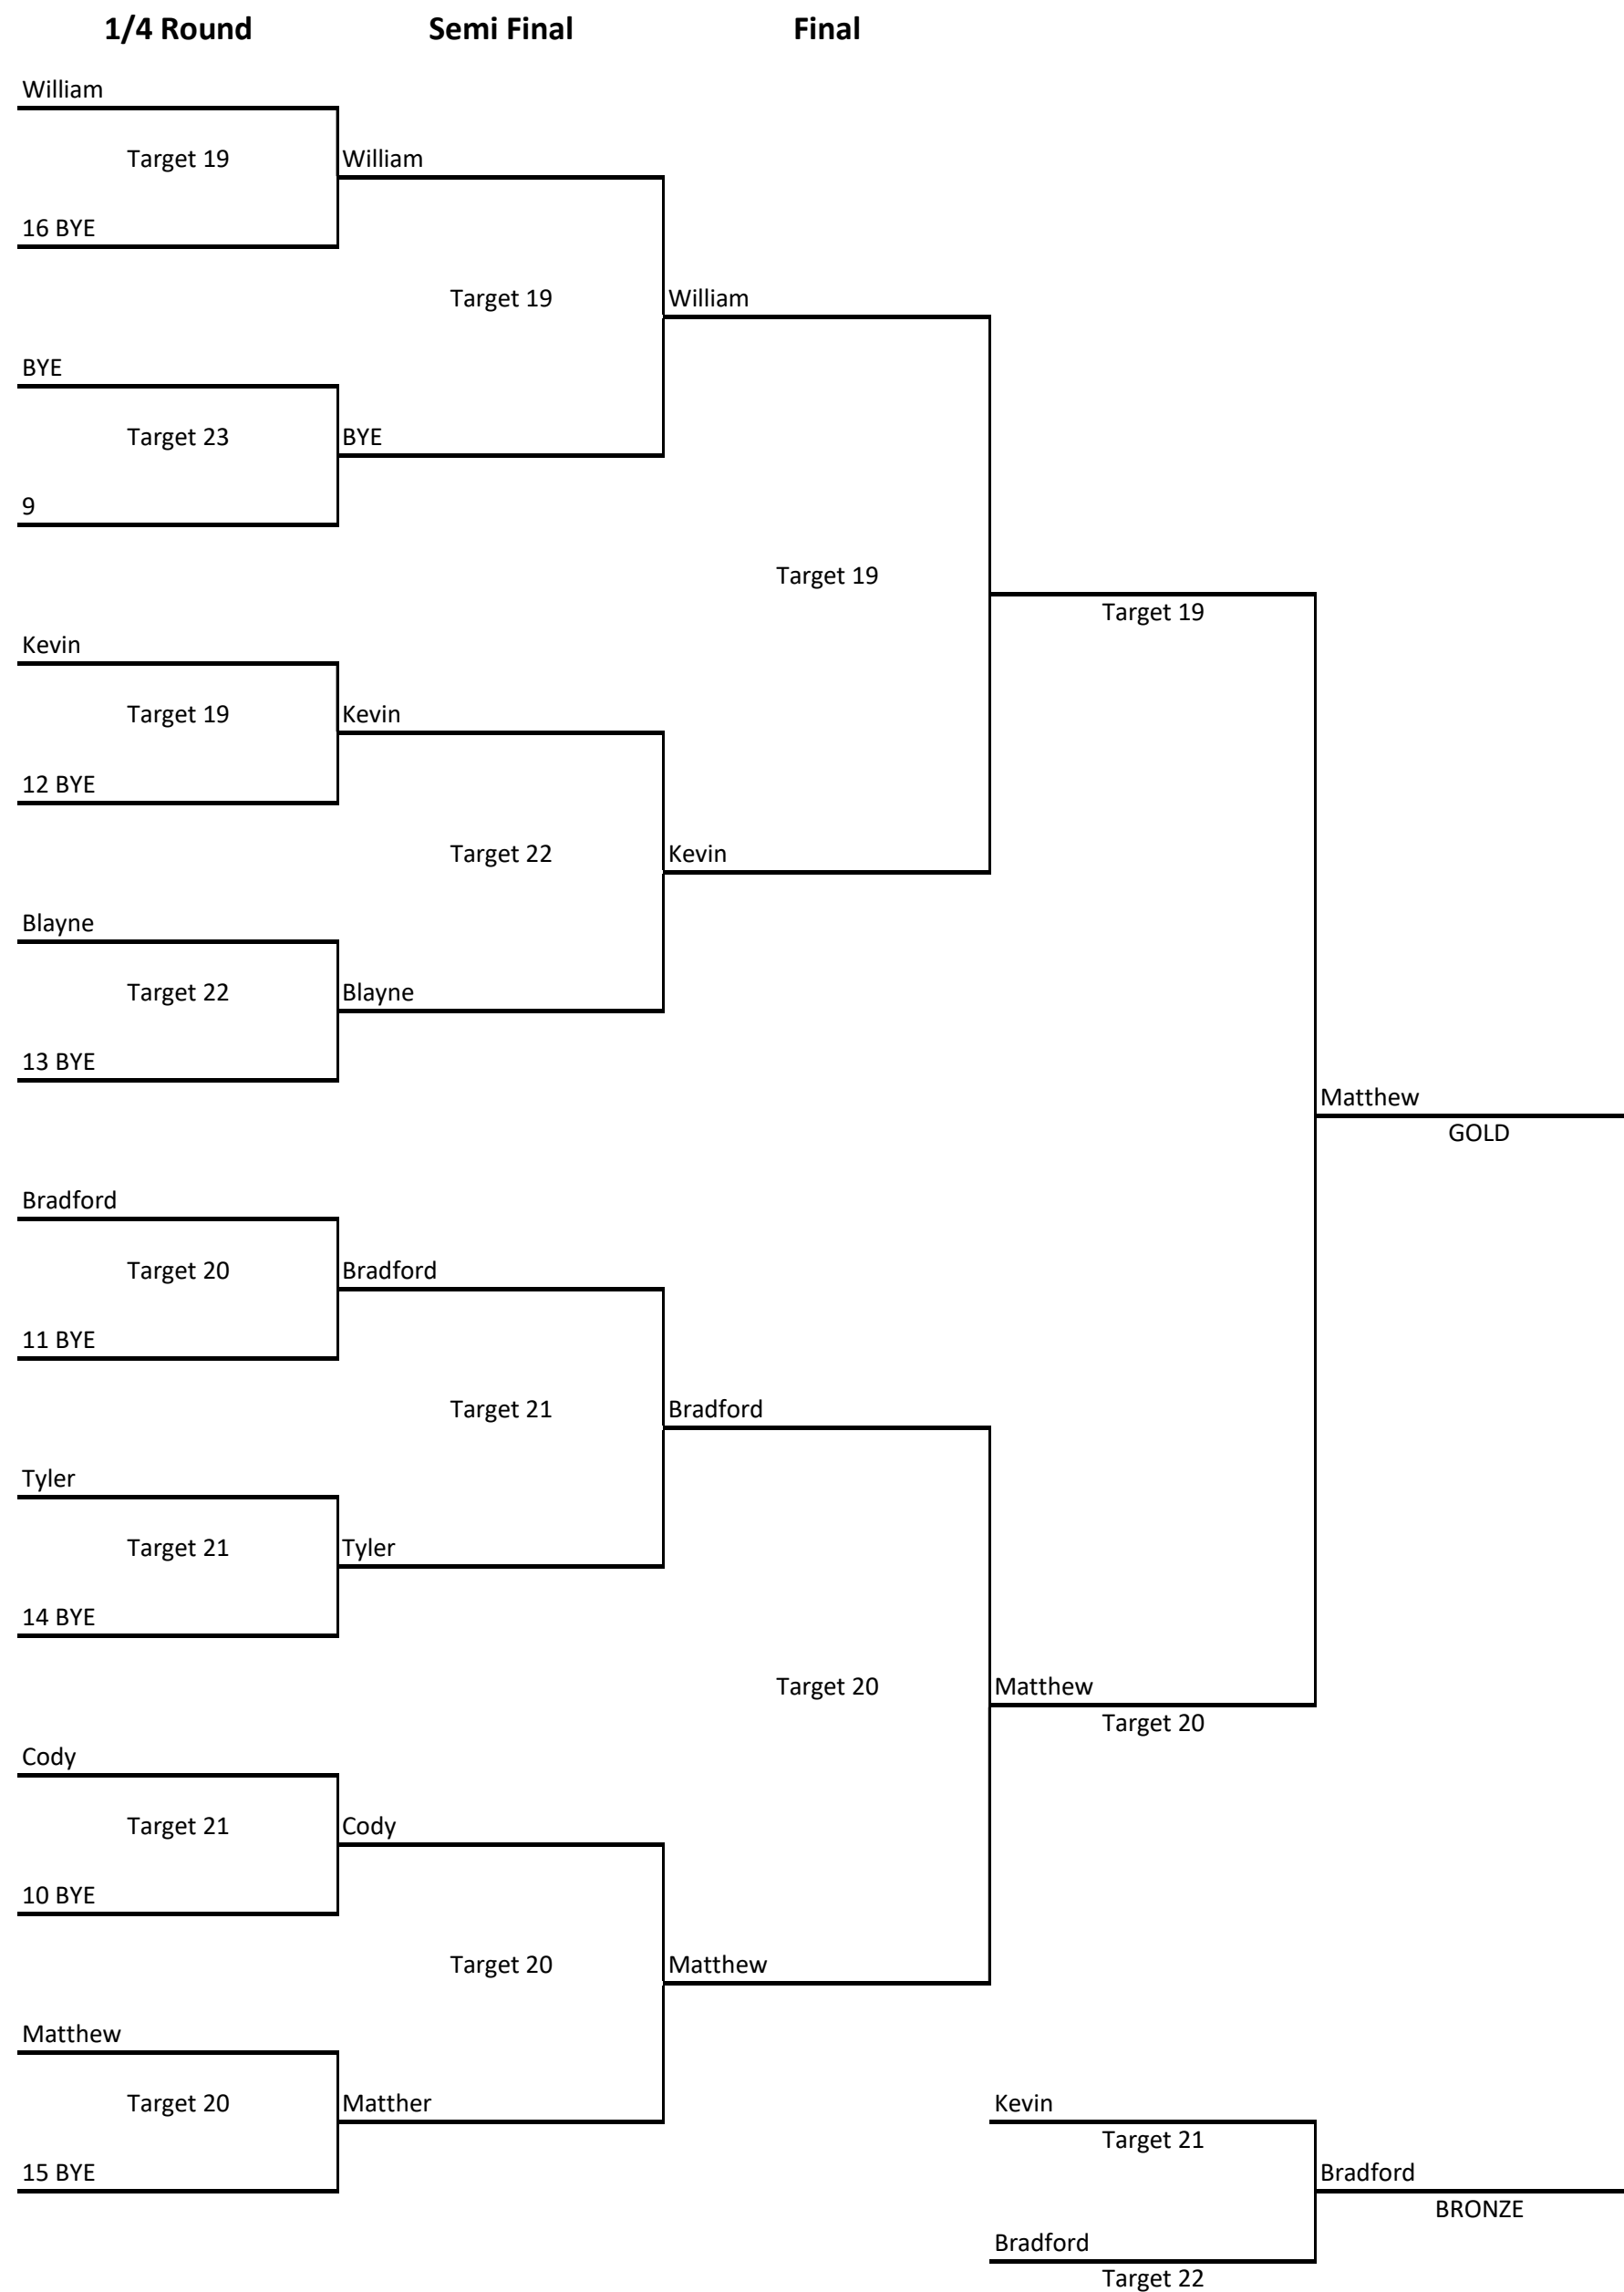 1/4 Round Semi Final Final
William
Target 19
William
16 BYE
Target 19
William
BYE
Target 23
BYE
9
Target 19
Target 19
Kevin
Target 19
Kevin
12 BYE
Target 22
Kevin
Blayne
Target 22
Blayne
13 BYE
Matthew
GOLD
Bradford
Target 20
Bradford
11 BYE
Target 21
Bradford
Tyler
Target 21
Tyler
14 BYE
Target 20
Matthew
Target 20
Cody
Target 21
Cody
10 BYE
Target 20
Matthew
Matthew
Target 20
Matther
15 BYE
Kevin
Target 21
Bradford
BRONZE
Bradford
Target 22